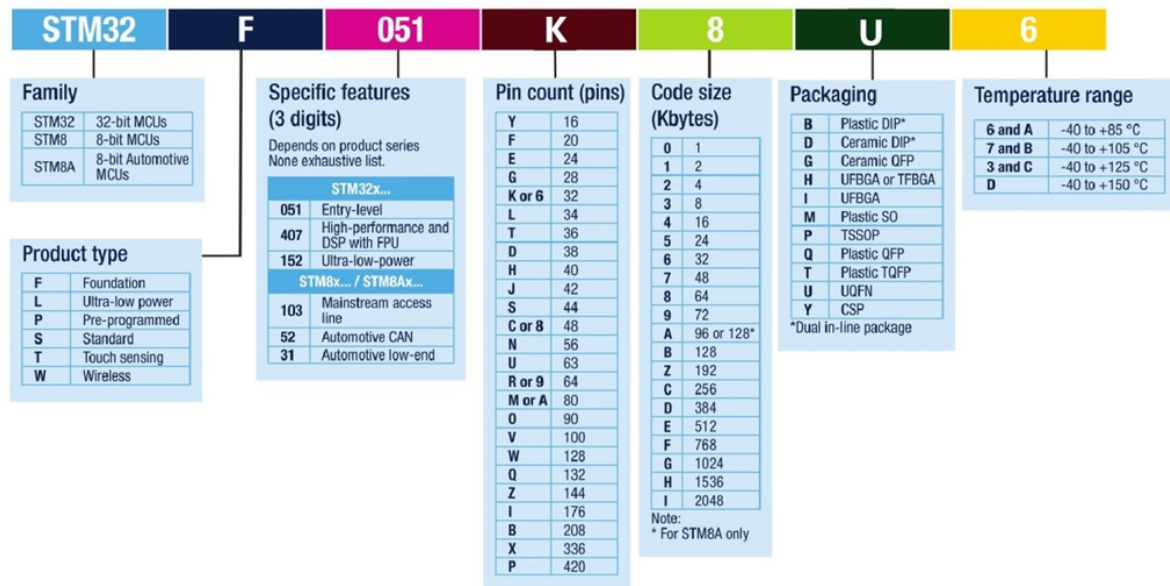 STM32 F 051 K 8 U 6
Family
STM32 32-bit MCUs
STM8 8-bit MCUs
STM8A 8-bit Automotive
MCUs
Product type
F Foundation
L Ultra-low power
P Pre-programmed
S Standard
T Touch sensing
W Wireless
Specific features
(3 digits)
Depends on product series
None exhaustive list.
STM32x...
051 Entry-level
407 High-performance and
DSP with FPU
152 Ultra-low-power
STM8x... / STM8Ax...
103 Mainstream access
line
52 Automotive CAN
31 Automotive low-end
Pin count (pins)
Y 16
F 20
E 24
G 28
K or 6 32
L 34
T 36
D 38
H 40
J 42
S 44
C or 8 48
N 56
U 63
R or 9 64
M or A 80
O 90
V 100
W 128
Q 132
Z 144
I 176
B 208
X 336
P 420
Code size
(Kbytes)
0 1
1 2
2 4
3 8
4 16
5 24
6 32
7 48
8 64
9 72
A 96 or 128*
B 128
Z 192
C 256
D 384
E 512
F 768
G 1024
H 1536
I 2048
Note:
* For STM8A only
Packaging
B Plastic DIP*
D Ceramic DIP*
G Ceramic QFP
H UFBGA or TFBGA
I UFBGA
M Plastic SO
P TSSOP
Q Plastic QFP
T Plastic TQFP
U UQFN
Y CSP
*Dual in-line package
Temperature range
6 and A -40 to +85 °C
7 and B -40 to +105 °C
3 and C -40 to +125 °C
D -40 to +150 °C